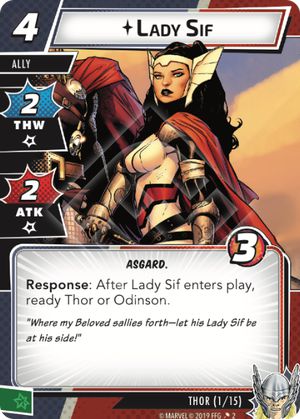 4
Lady Sif
ALLY
2
THW
2
ATK
3
ASGARD.
Response: After Lady Sif enters play,
ready Thor or Odinson.
"Where my Beloved sallies forth—let his Lady Sif be
at his side!"
© MARVEL © 2019 FFG 2
THOR (1/15)